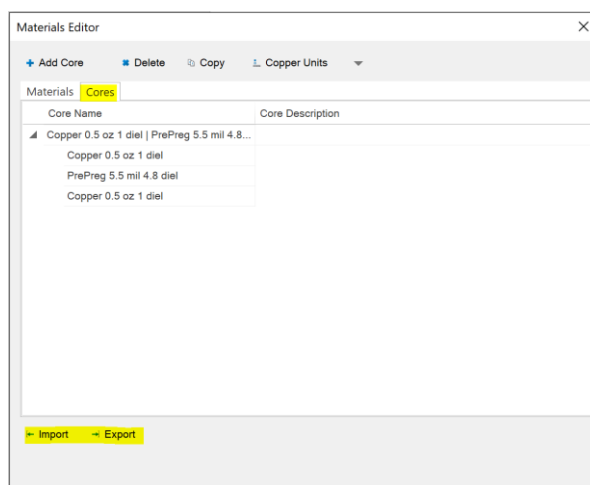 Materials Editor
Add Core Delete Copy Copper Units
Materials Cores
Core Name Core Description
Copper 0.5 oz 1 diel | PrePreg 5.5 mil 4.8...
Copper 0.5 oz 1 diel
PrePreg 5.5 mil 4.8 diel
Copper 0.5 oz 1 diel
Import Export